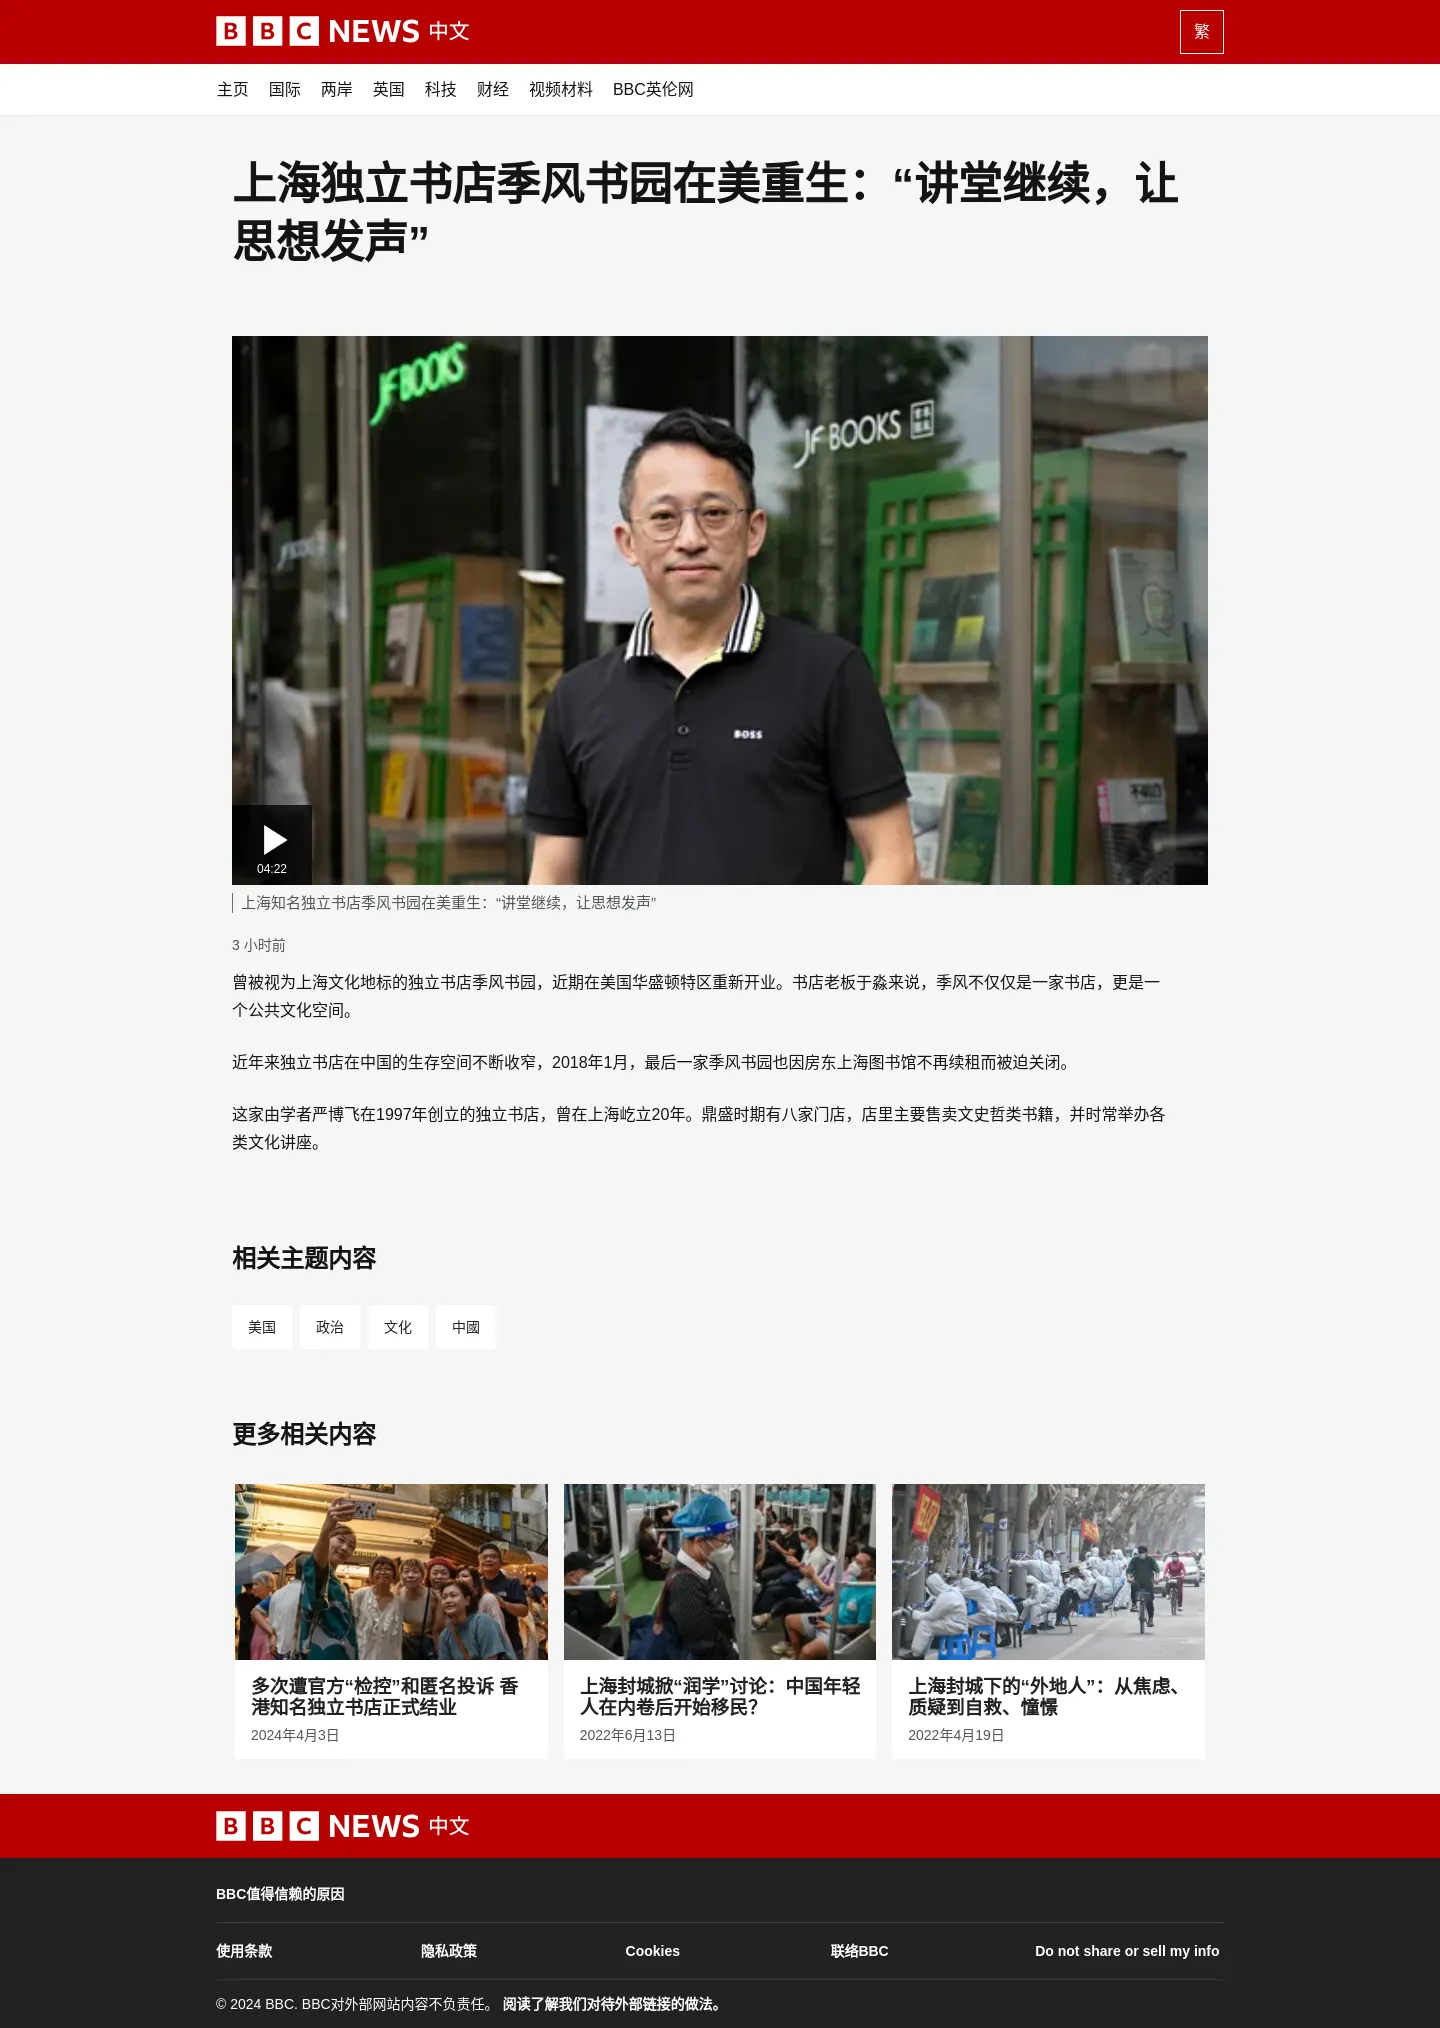 BBC NEWS 中文
繁
主页 国际 两岸 英国 科技 财经 视频材料 BBC英伦网
上海独立书店季风书园在美重生：“讲堂继续，让
思想发声”
JF BOOKS
JF BOOKS
BOSS
04:22
上海知名独立书店季风书园在美重生：“讲堂继续，让思想发声”
3 小时前
曾被视为上海文化地标的独立书店季风书园，近期在美国华盛顿特区重新开业。书店老板于淼来说，季风不仅仅是一家书店，更是一
个公共文化空间。
近年来独立书店在中国的生存空间不断收窄，2018年1月，最后一家季风书园也因房东上海图书馆不再续租而被迫关闭。
这家由学者严博飞在1997年创立的独立书店，曾在上海屹立20年。鼎盛时期有八家门店，店里主要售卖文史哲类书籍，并时常举办各
类文化讲座。
相关主题内容
美国 政治 文化 中國
更多相关内容
多次遭官方“检控”和匿名投诉 香
港知名独立书店正式结业
2024年4月3日
上海封城掀“润学”讨论：中国年轻
人在内卷后开始移民？
2022年6月13日
上海封城下的“外地人”：从焦虑、
质疑到自救、憧憬
2022年4月19日
BBC NEWS 中文
BBC值得信赖的原因
使用条款 隐私政策 Cookies 联络BBC Do not share or sell my info
© 2024 BBC. BBC对外部网站内容不负责任。 阅读了解我们对待外部链接的做法。